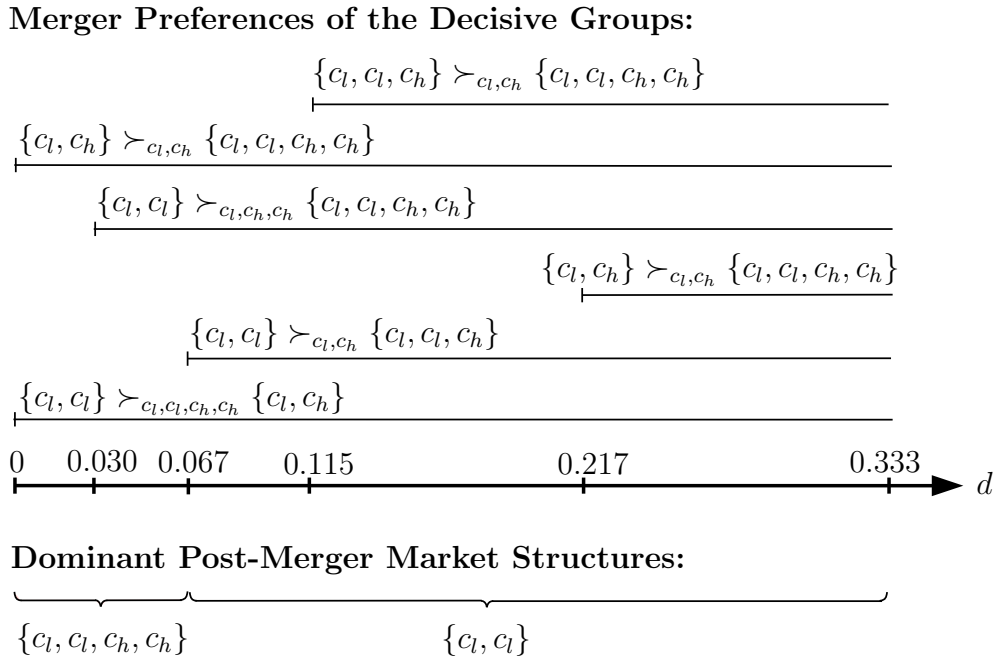 Merger Preferences of the Decisive Groups:
{c_l, c_l, c_h} ≻_{c_l,c_h} {c_l, c_l, c_h, c_h}
{c_l, c_h} ≻_{c_l,c_h} {c_l, c_l, c_h, c_h}
{c_l, c_l} ≻_{c_l,c_h,c_h} {c_l, c_l, c_h, c_h}
{c_l, c_h} ≻_{c_l,c_h} {c_l, c_l, c_h, c_h}
{c_l, c_l} ≻_{c_l,c_h} {c_l, c_l, c_h}
{c_l, c_l} ≻_{c_l,c_l,c_h,c_h} {c_l, c_h}
0 0.030 0.067 0.115 0.217 0.333
d
Dominant Post-Merger Market Structures:
{c_l, c_l, c_h, c_h} {c_l, c_l}